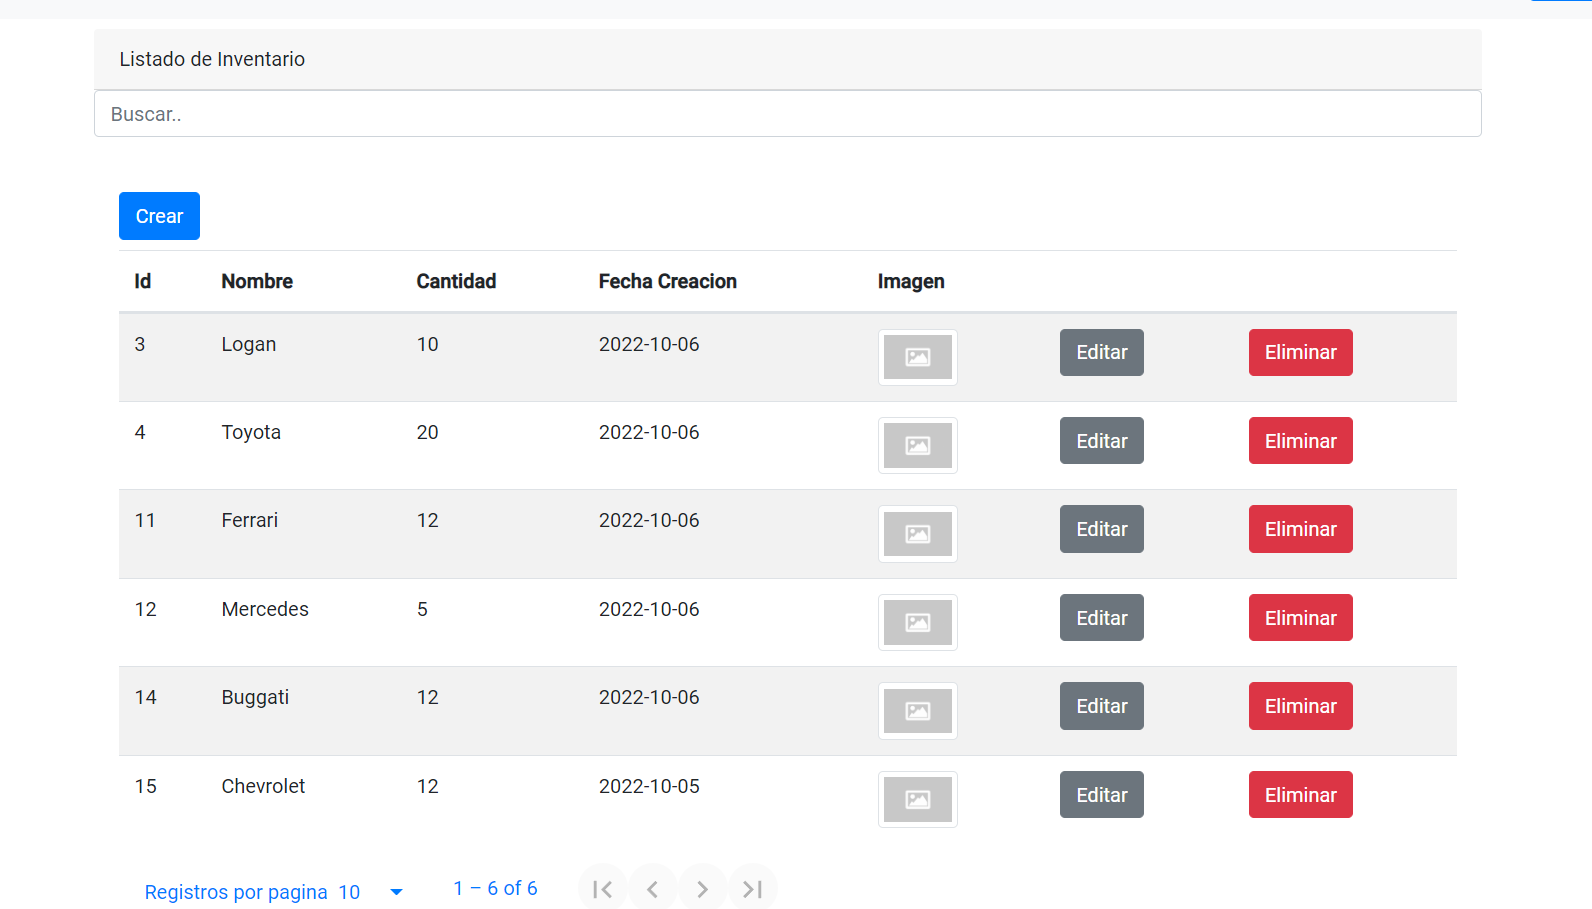 Listado de Inventario
Buscar..
Crear
Id Nombre Cantidad Fecha Creacion Imagen
3 Logan 10 2022-10-06 Editar Eliminar
4 Toyota 20 2022-10-06 Editar Eliminar
11 Ferrari 12 2022-10-06 Editar Eliminar
12 Mercedes 5 2022-10-06 Editar Eliminar
14 Buggati 12 2022-10-06 Editar Eliminar
15 Chevrolet 12 2022-10-05 Editar Eliminar
Registros por pagina 10 1 – 6 of 6